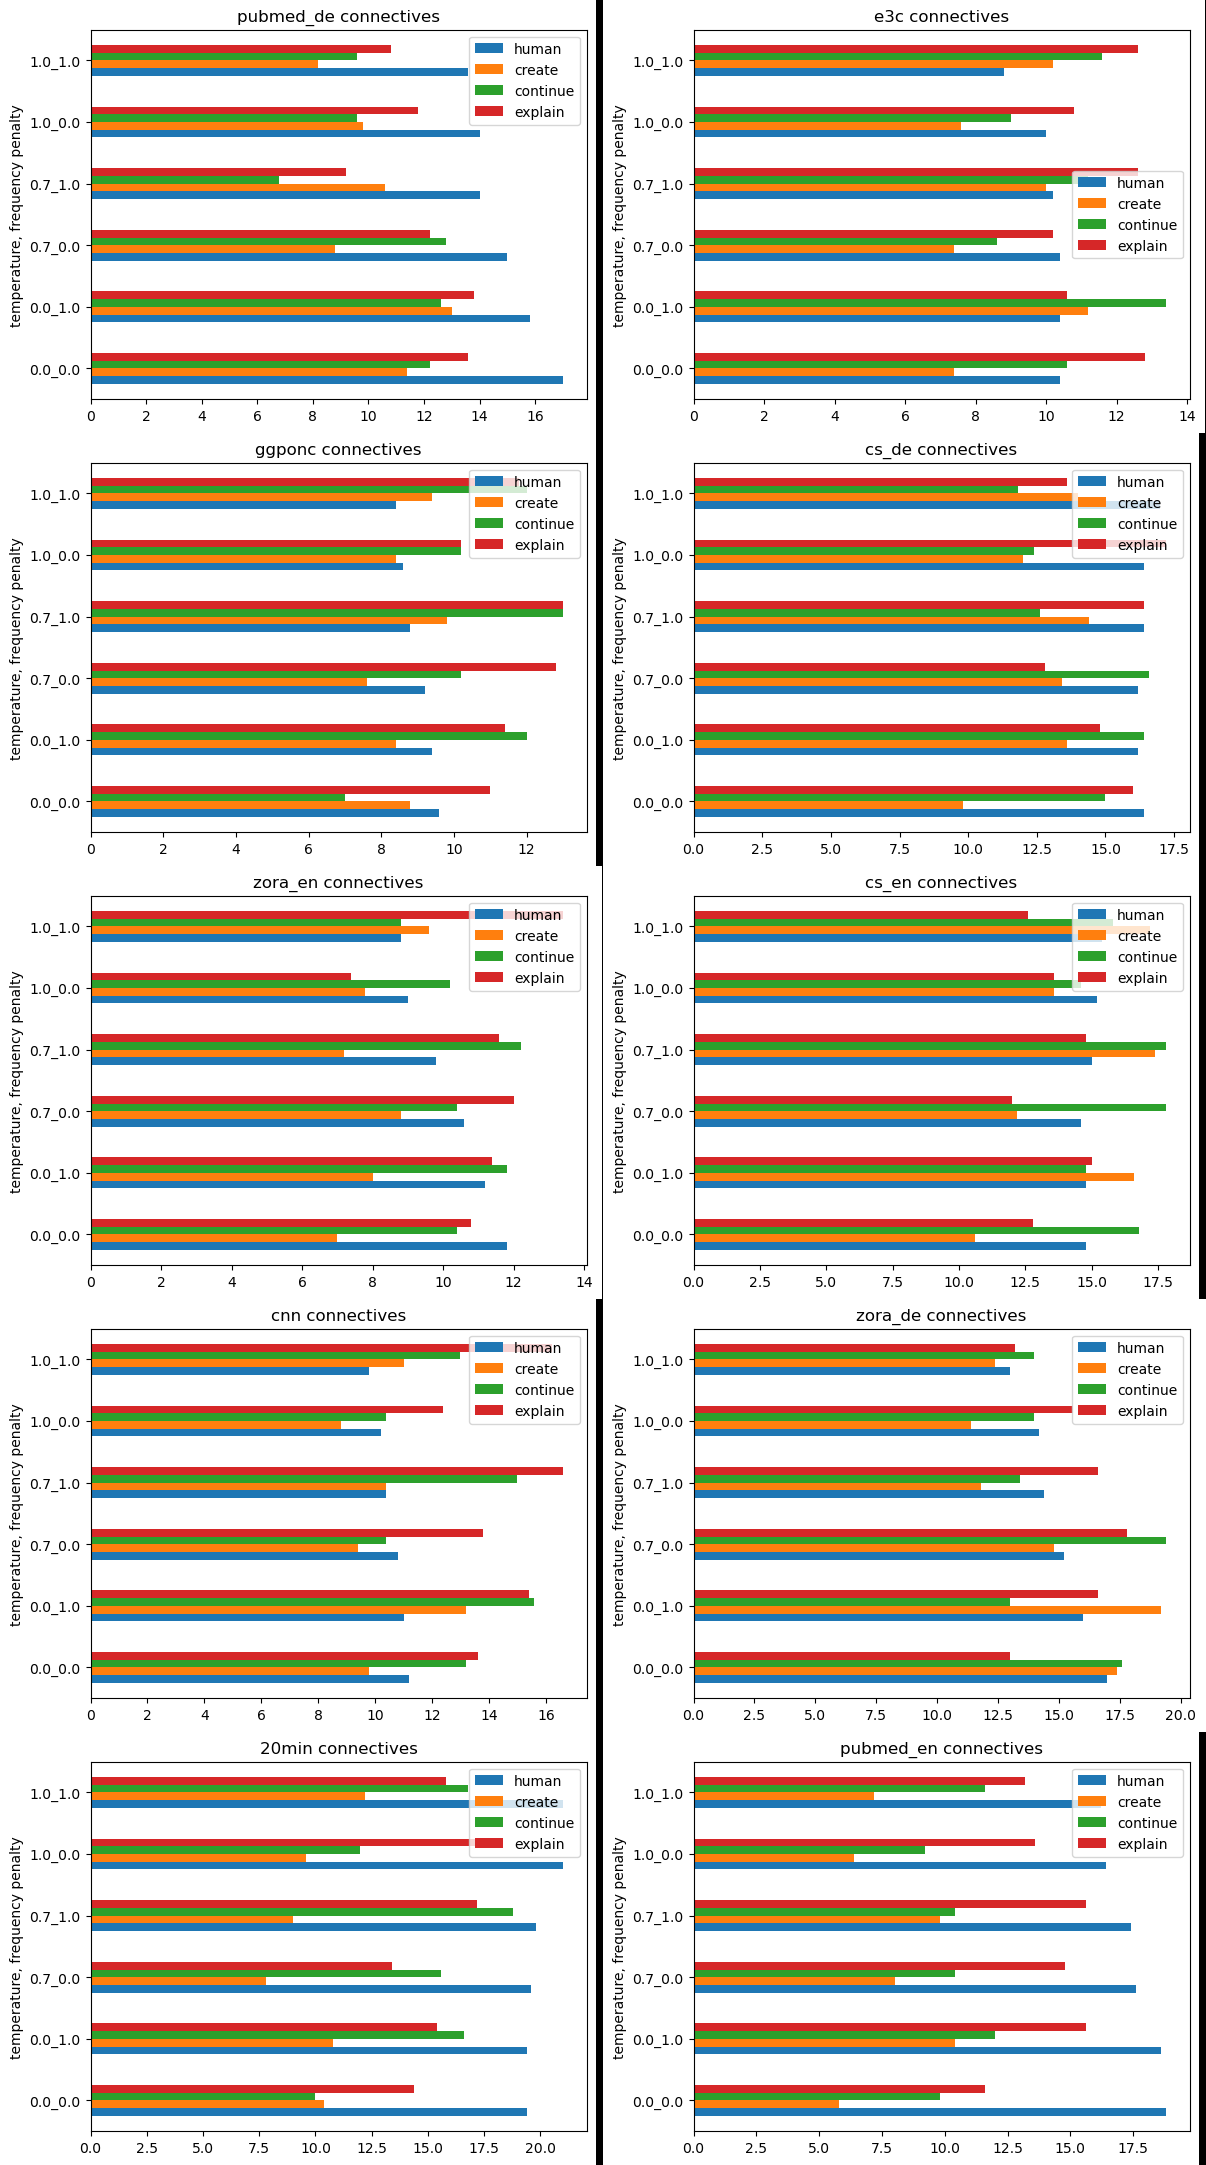 pubmed_de connectives
temperature, frequency penalty
1.0_1.0
1.0_0.0
0.7_1.0
0.7_0.0
0.0_1.0
0.0_0.0
0 2 4 6 8 10 12 14 16
human
create
continue
explain
e3c connectives
temperature, frequency penalty
1.0_1.0
1.0_0.0
0.7_1.0
0.7_0.0
0.0_1.0
0.0_0.0
0 2 4 6 8 10 12 14
human
create
continue
explain
ggponc connectives
temperature, frequency penalty
1.0_1.0
1.0_0.0
0.7_1.0
0.7_0.0
0.0_1.0
0.0_0.0
0 2 4 6 8 10 12
human
create
continue
explain
cs_de connectives
temperature, frequency penalty
1.0_1.0
1.0_0.0
0.7_1.0
0.7_0.0
0.0_1.0
0.0_0.0
0.0 2.5 5.0 7.5 10.0 12.5 15.0 17.5
human
create
continue
explain
zora_en connectives
temperature, frequency penalty
1.0_1.0
1.0_0.0
0.7_1.0
0.7_0.0
0.0_1.0
0.0_0.0
0 2 4 6 8 10 12 14
human
create
continue
explain
cs_en connectives
temperature, frequency penalty
1.0_1.0
1.0_0.0
0.7_1.0
0.7_0.0
0.0_1.0
0.0_0.0
0.0 2.5 5.0 7.5 10.0 12.5 15.0 17.5
human
create
continue
explain
cnn connectives
temperature, frequency penalty
1.0_1.0
1.0_0.0
0.7_1.0
0.7_0.0
0.0_1.0
0.0_0.0
0 2 4 6 8 10 12 14 16
human
create
continue
explain
zora_de connectives
temperature, frequency penalty
1.0_1.0
1.0_0.0
0.7_1.0
0.7_0.0
0.0_1.0
0.0_0.0
0.0 2.5 5.0 7.5 10.0 12.5 15.0 17.5 20.0
human
create
continue
explain
20min connectives
temperature, frequency penalty
1.0_1.0
1.0_0.0
0.7_1.0
0.7_0.0
0.0_1.0
0.0_0.0
0.0 2.5 5.0 7.5 10.0 12.5 15.0 17.5 20.0
human
create
continue
explain
pubmed_en connectives
temperature, frequency penalty
1.0_1.0
1.0_0.0
0.7_1.0
0.7_0.0
0.0_1.0
0.0_0.0
0.0 2.5 5.0 7.5 10.0 12.5 15.0 17.5
human
create
continue
explain